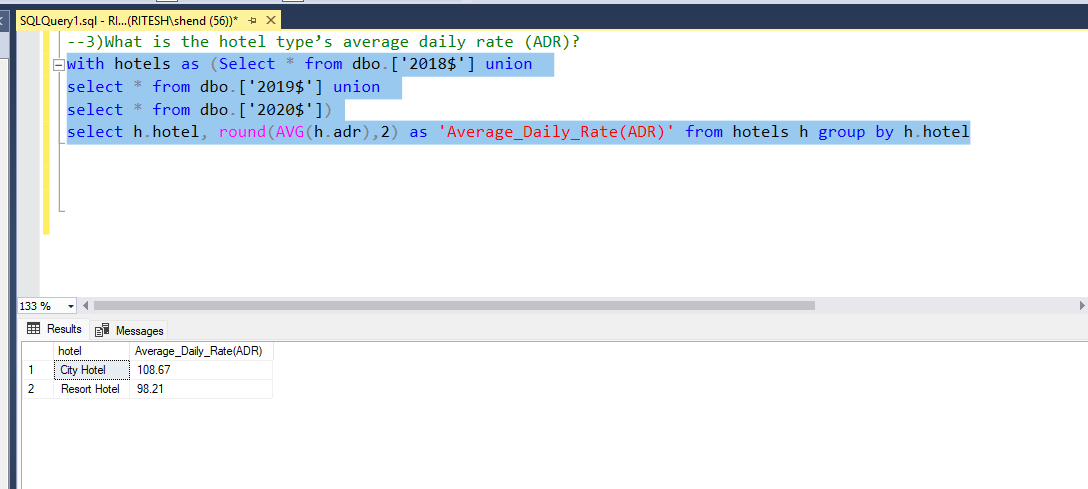 SQLQuery1.sql - RI...(RITESH\shend (56))*
--3)What is the hotel type’s average daily rate (ADR)?
with hotels as (Select * from dbo.['2018$'] union
select * from dbo.['2019$'] union
select * from dbo.['2020$'])
select h.hotel, round(AVG(h.adr),2) as 'Average_Daily_Rate(ADR)' from hotels h group by h.hotel
133 %
Results Messages
hotel Average_Daily_Rate(ADR)
1 City Hotel 108.67
2 Resort Hotel 98.21